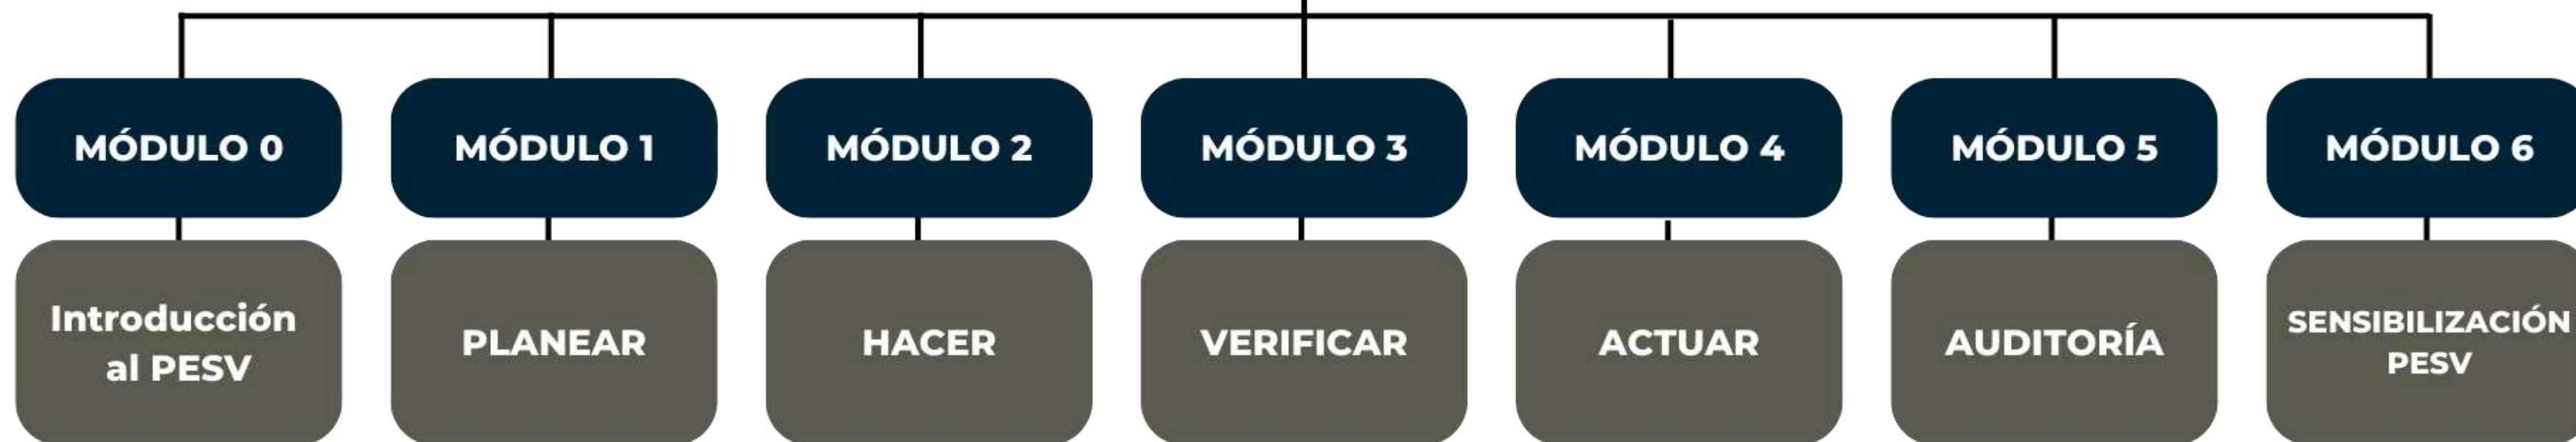 MÓDULO 0
MÓDULO 1
MÓDULO 2
MÓDULO 3
MÓDULO 4
MÓDULO 5
MÓDULO 6
Introducción
al PESV
PLANEAR
HACER
VERIFICAR
ACTUAR
AUDITORÍA
SENSIBILIZACIÓN
PESV